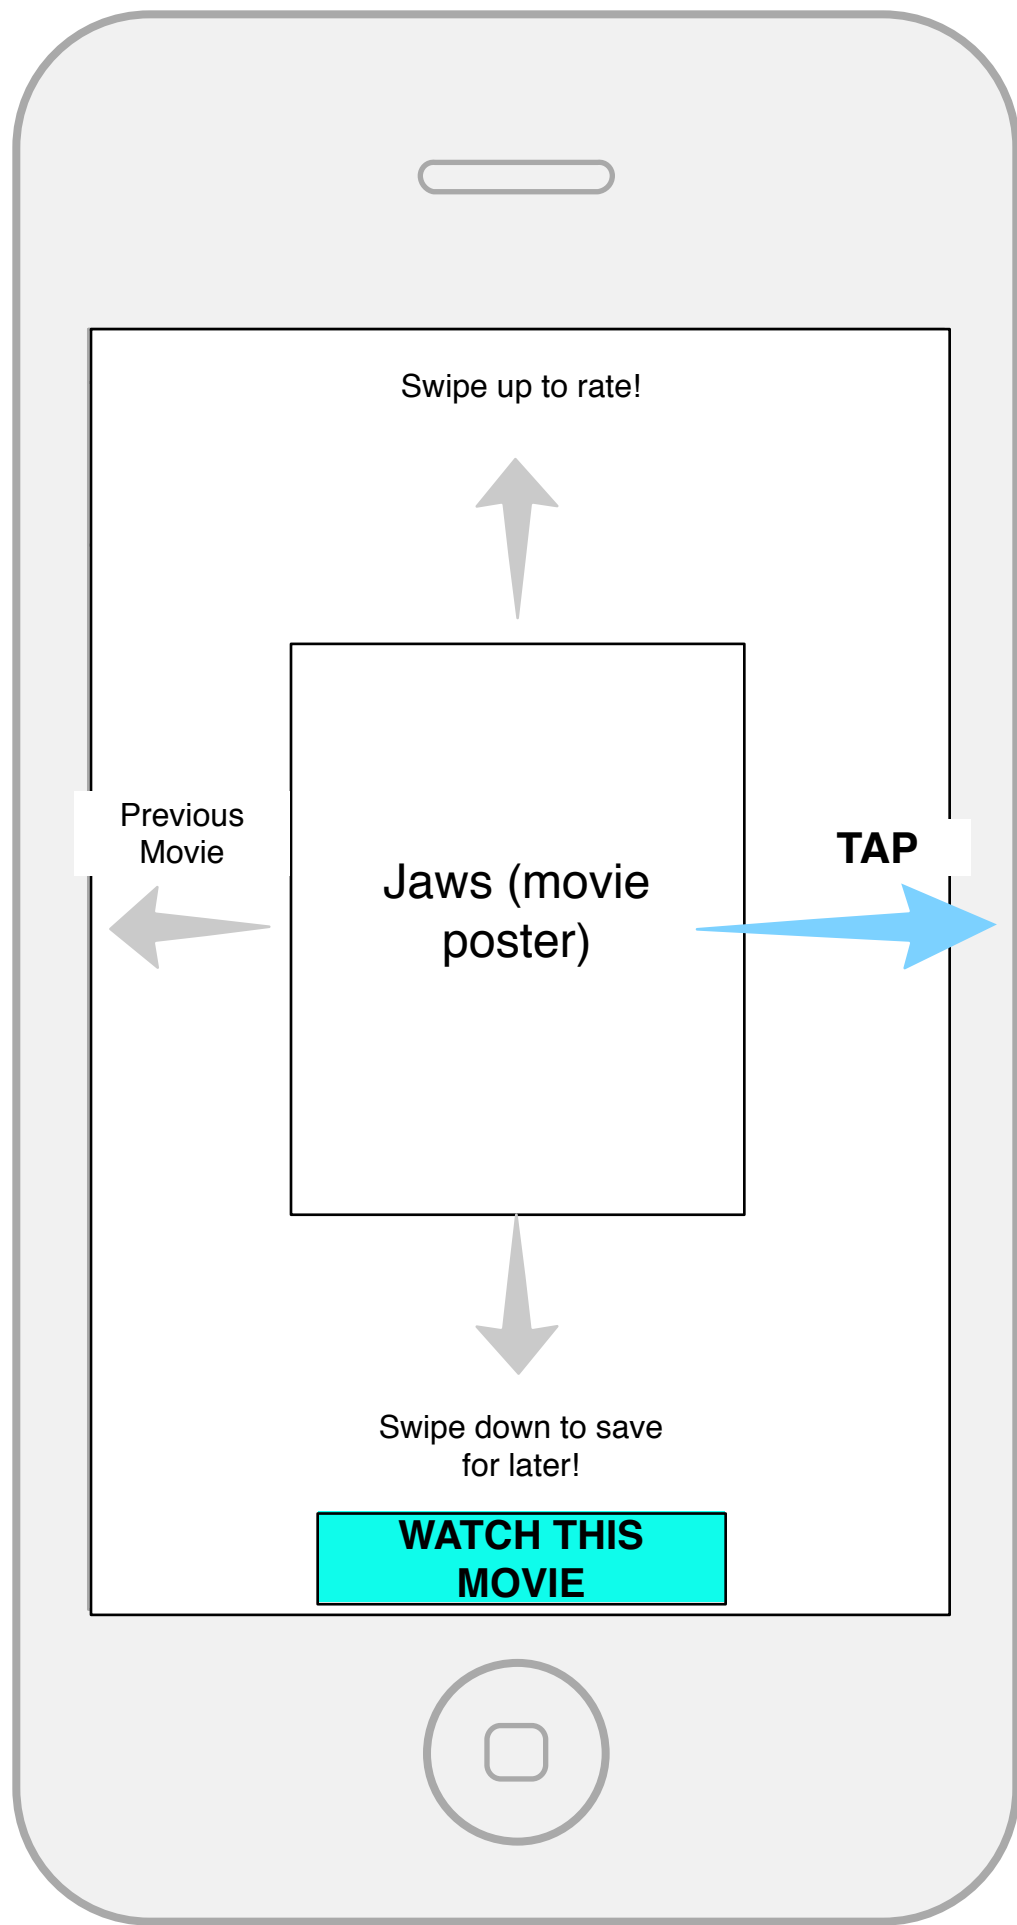 Swipe up to rate!
Previous
Movie
TAP
Jaws (movie
poster)
Swipe down to save
for later!
WATCH THIS
MOVIE